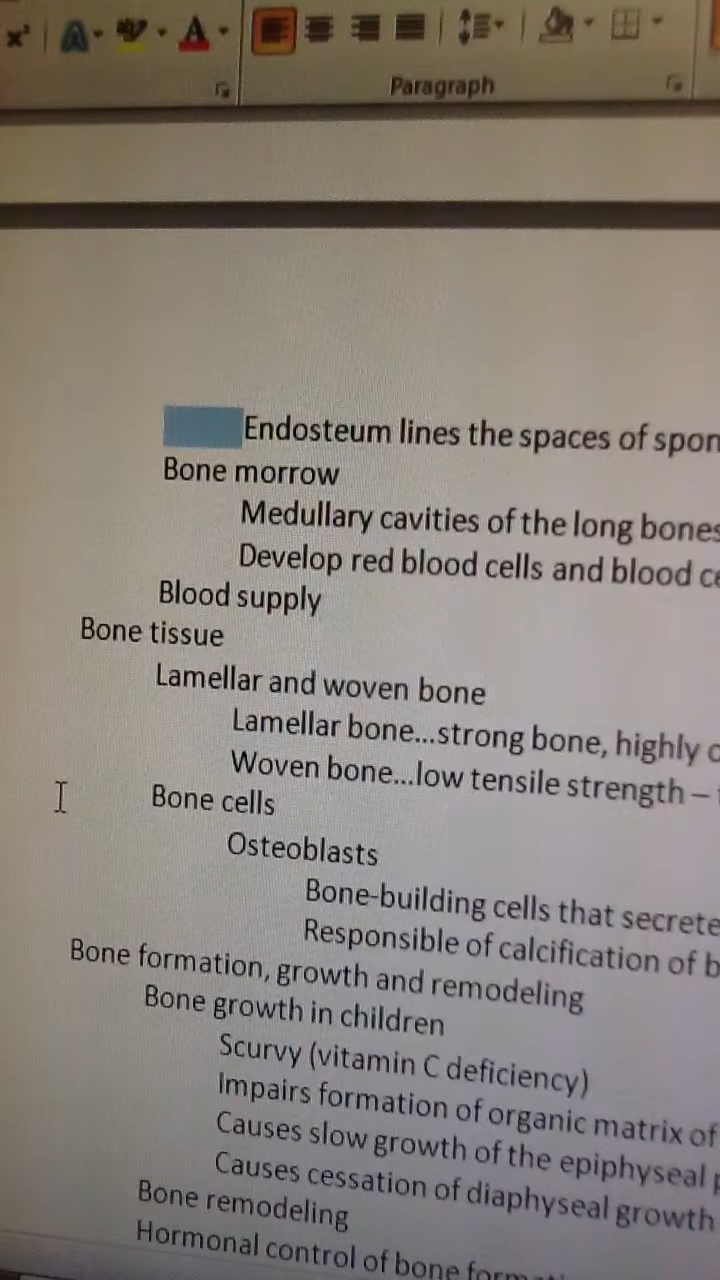 Paragraph
Endosteum lines the spaces of
Bone morrow
Medullary cavities of the long bones
Develop red blood cells and blood
Blood supply
Bone tissue
Lamellar and woven bone
Lamellar bone...strong bone, highly
Woven bone...low tensile strength –
Bone cells
Osteoblasts
Bone-building cells that secrete
Responsible of calcification of
Bone formation, growth and remodeling
Bone growth in children
Scurvy (vitamin C deficiency)
Impairs formation of organic matrix of
Causes slow growth of the epiphyseal
Causes cessation of diaphyseal growth
Bone remodeling
Hormonal control of bone